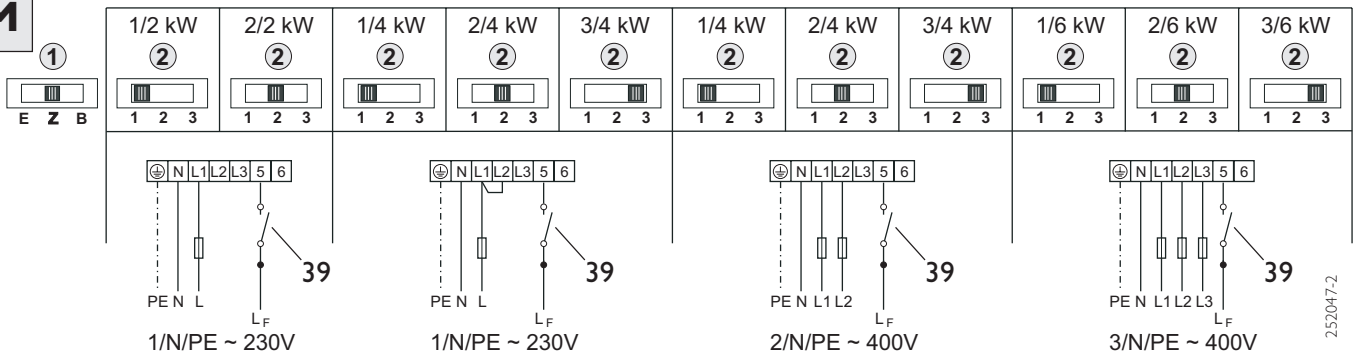 1/2 kW 2/2 kW 1/4 kW 2/4 kW 3/4 kW 1/4 kW 2/4 kW 3/4 kW 1/6 kW 2/6 kW 3/6 kW
1 2 2 2 2 2 2 2 2 2 2 2
E Z B 1 2 3 1 2 3 1 2 3 1 2 3 1 2 3 1 2 3 1 2 3 1 2 3 1 2 3 1 2 3 1 2 3
N L1 L2 L3 5 6 N L1 L2 L3 5 6 N L1 L2 L3 5 6 N L1 L2 L3 5 6
39 39 39 39
PE N L PE N L PE N L1 L2 PE N L1 L2 L3
LF LF LF LF
1/N/PE ~ 230V 1/N/PE ~ 230V 2/N/PE ~ 400V 3/N/PE ~ 400V
252047-2